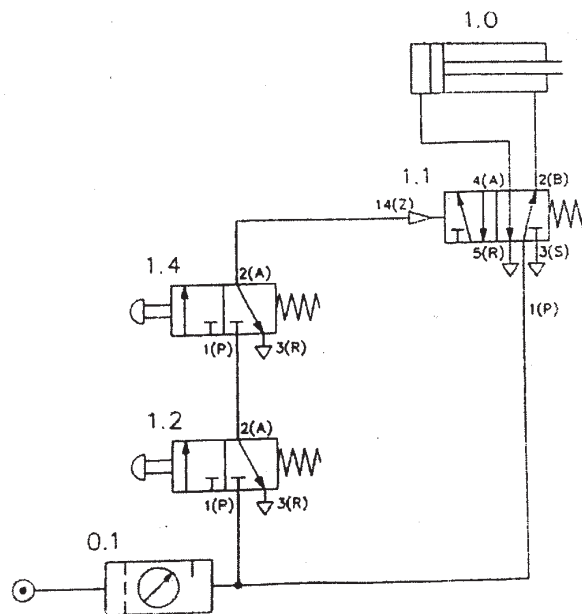 1.0
1.1
4(A) 2(B)
14(Z)
5(R) 3(S)
1(P)
1.4
2(A)
1(P) 3(R)
1.2
2(A)
1(P) 3(R)
0.1